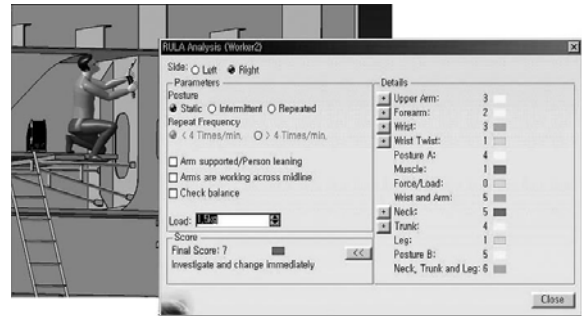 RULA Analysis (Worker2)
Side: Left Right
Parameters
Posture
Static Intermittent Repeated
Repeat Frequency
< 4 Times/min. > 4 Times/min.
Arm supported/Person leaning
Arms are working across midline
Check balance
Load: 1.5kg
Score
Final Score: 7
<<
Investigate and change immediately
Details
+ Upper Arm: 3
+ Forearm: 2
+ Wrist: 3
+ Wrist Twist: 1
Posture A: 4
Muscle: 1
Force/Load: 0
Wrist and Arm: 5
+ Neck: 5
+ Trunk: 4
Leg: 1
Posture B: 5
Neck, Trunk and Leg: 6
Close